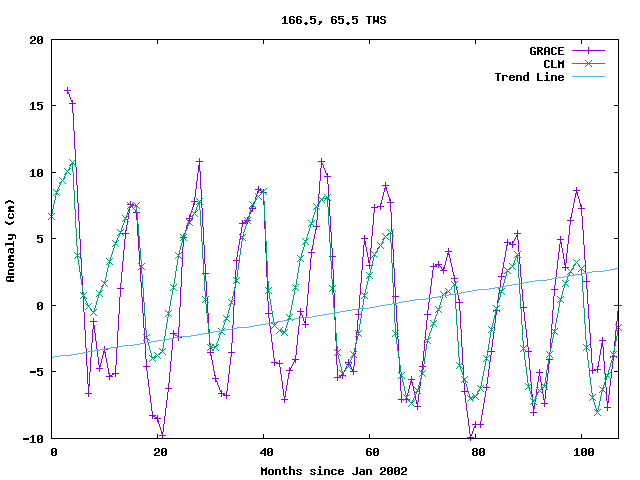 166.5, 65.5 TWS
GRACE
CLM
Trend Line
20
15
10
5
0
-5
-10
Anomaly (cm)
0 20 40 60 80 100
Months since Jan 2002